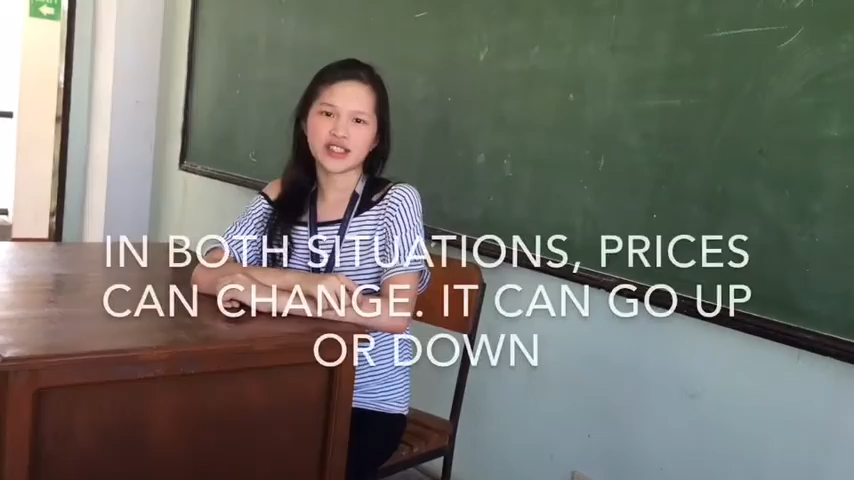 IN BOTH SITUATIONS, PRICES
CAN CHANGE. IT CAN GO UP
OR DOWN